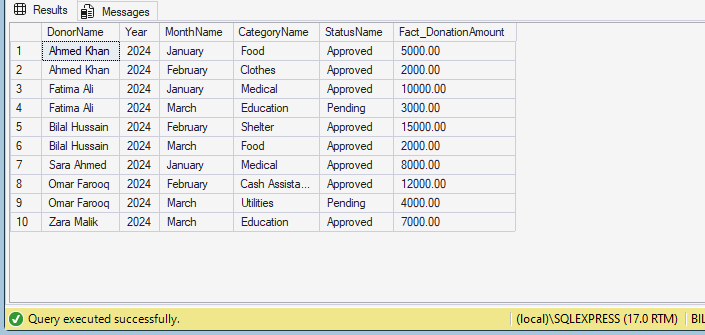 Results Messages
DonorName Year MonthName CategoryName StatusName Fact_DonationAmount
1 Ahmed Khan 2024 January Food Approved 5000.00
2 Ahmed Khan 2024 February Clothes Approved 2000.00
3 Fatima Ali 2024 January Medical Approved 10000.00
4 Fatima Ali 2024 March Education Pending 3000.00
5 Bilal Hussain 2024 February Shelter Approved 15000.00
6 Bilal Hussain 2024 March Food Approved 2000.00
7 Sara Ahmed 2024 January Medical Approved 8000.00
8 Omar Farooq 2024 February Cash Assista... Approved 12000.00
9 Omar Farooq 2024 March Utilities Pending 4000.00
10 Zara Malik 2024 March Education Approved 7000.00
Query executed successfully. (local)\SQLEXPRESS (17.0 RTM) BIL